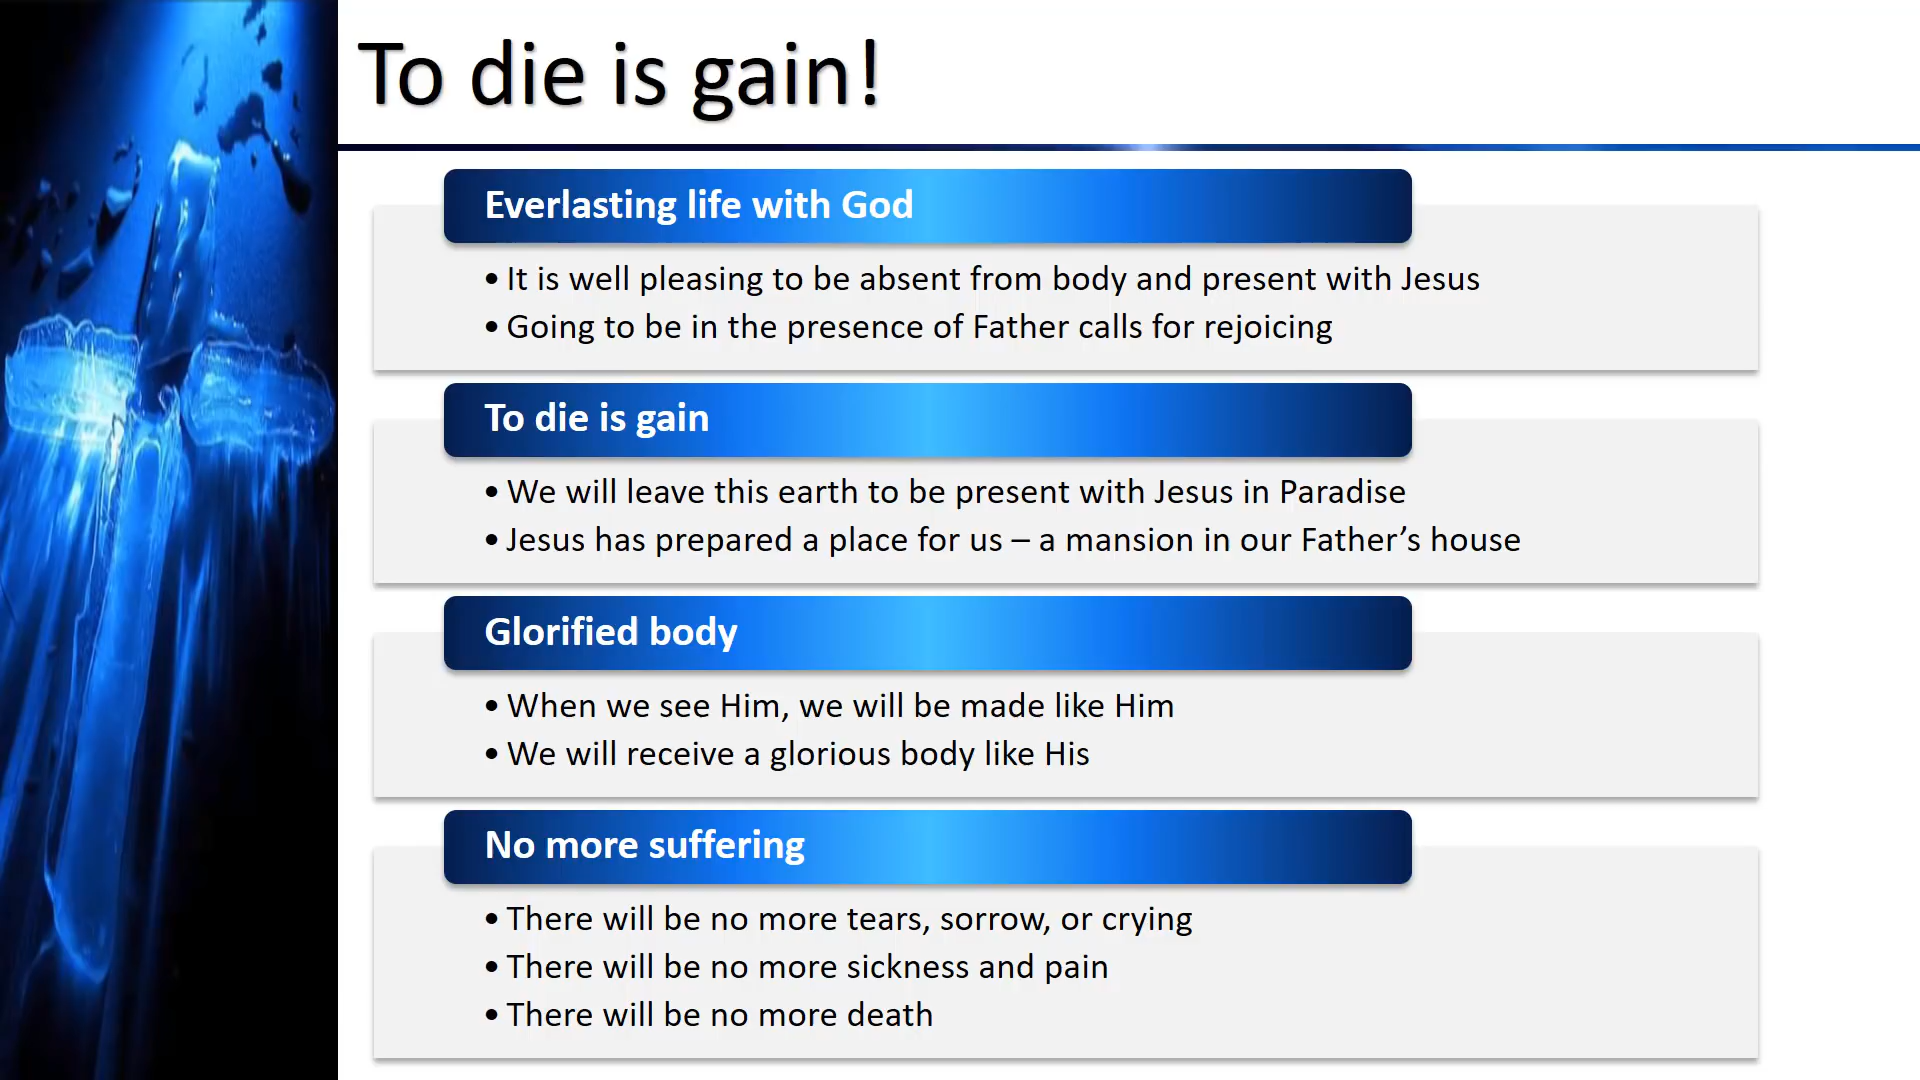 To die is gain!
Everlasting life with God
• It is well pleasing to be absent from body and present with Jesus
• Going to be in the presence of Father calls for rejoicing
To die is gain
• We will leave this earth to be present with Jesus in Paradise
• Jesus has prepared a place for us – a mansion in our Father’s house
Glorified body
• When we see Him, we will be made like Him
• We will receive a glorious body like His
No more suffering
• There will be no more tears, sorrow, or crying
• There will be no more sickness and pain
• There will be no more death